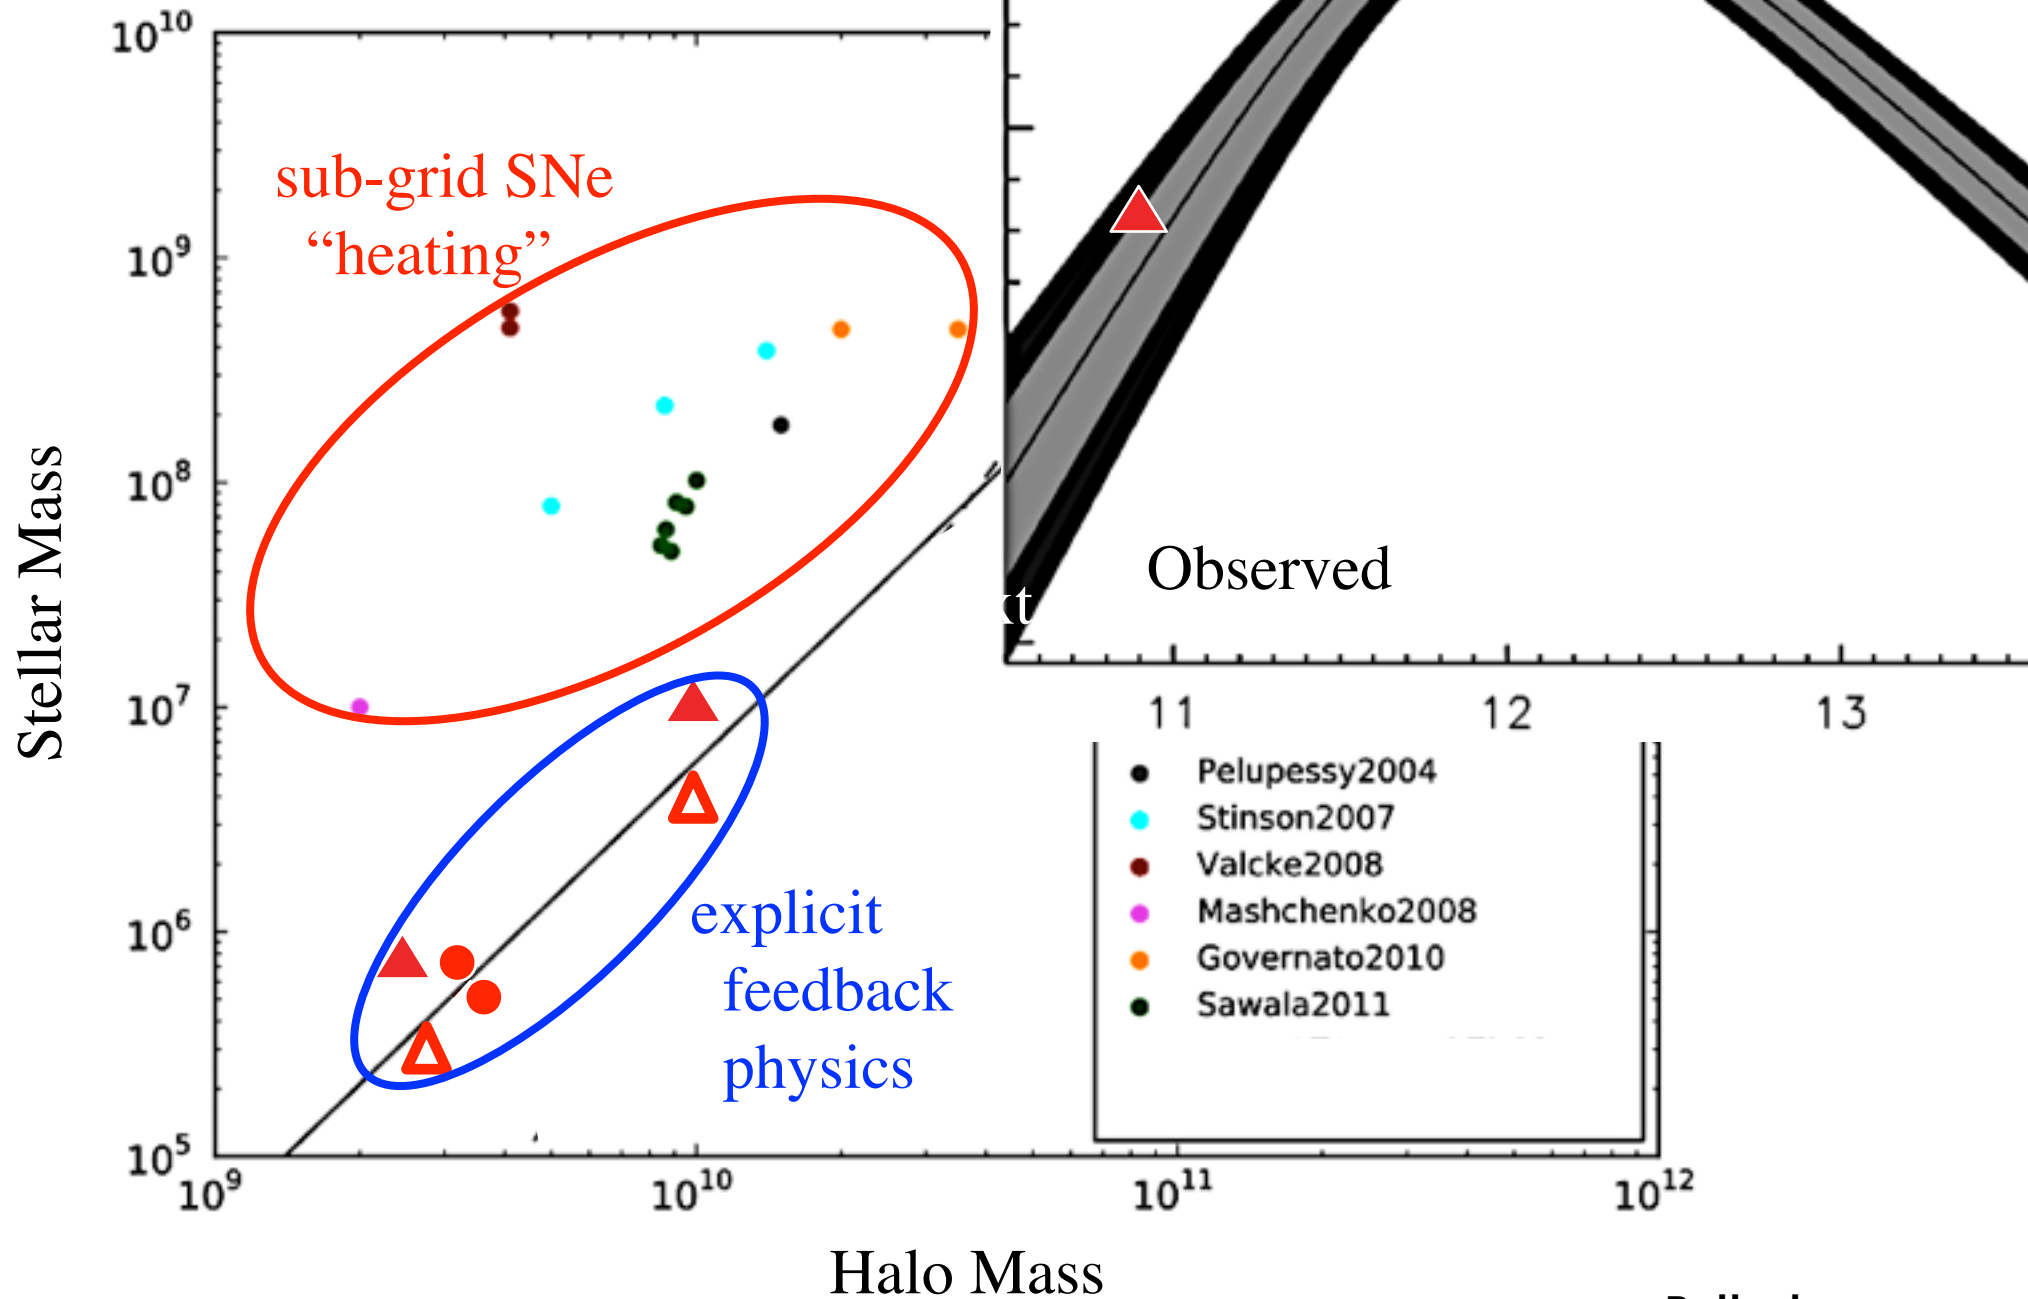 10^10
sub-grid SNe
“heating”
10^9
Stellar Mass
10^8
Observed
xt
10^7
11 12 13
Pelupessy2004
Stinson2007
Valcke2008
Mashchenko2008
Governato2010
Sawala2011
explicit
feedback
physics
10^6
10^5
10^9 10^10 10^11 10^12
Halo Mass